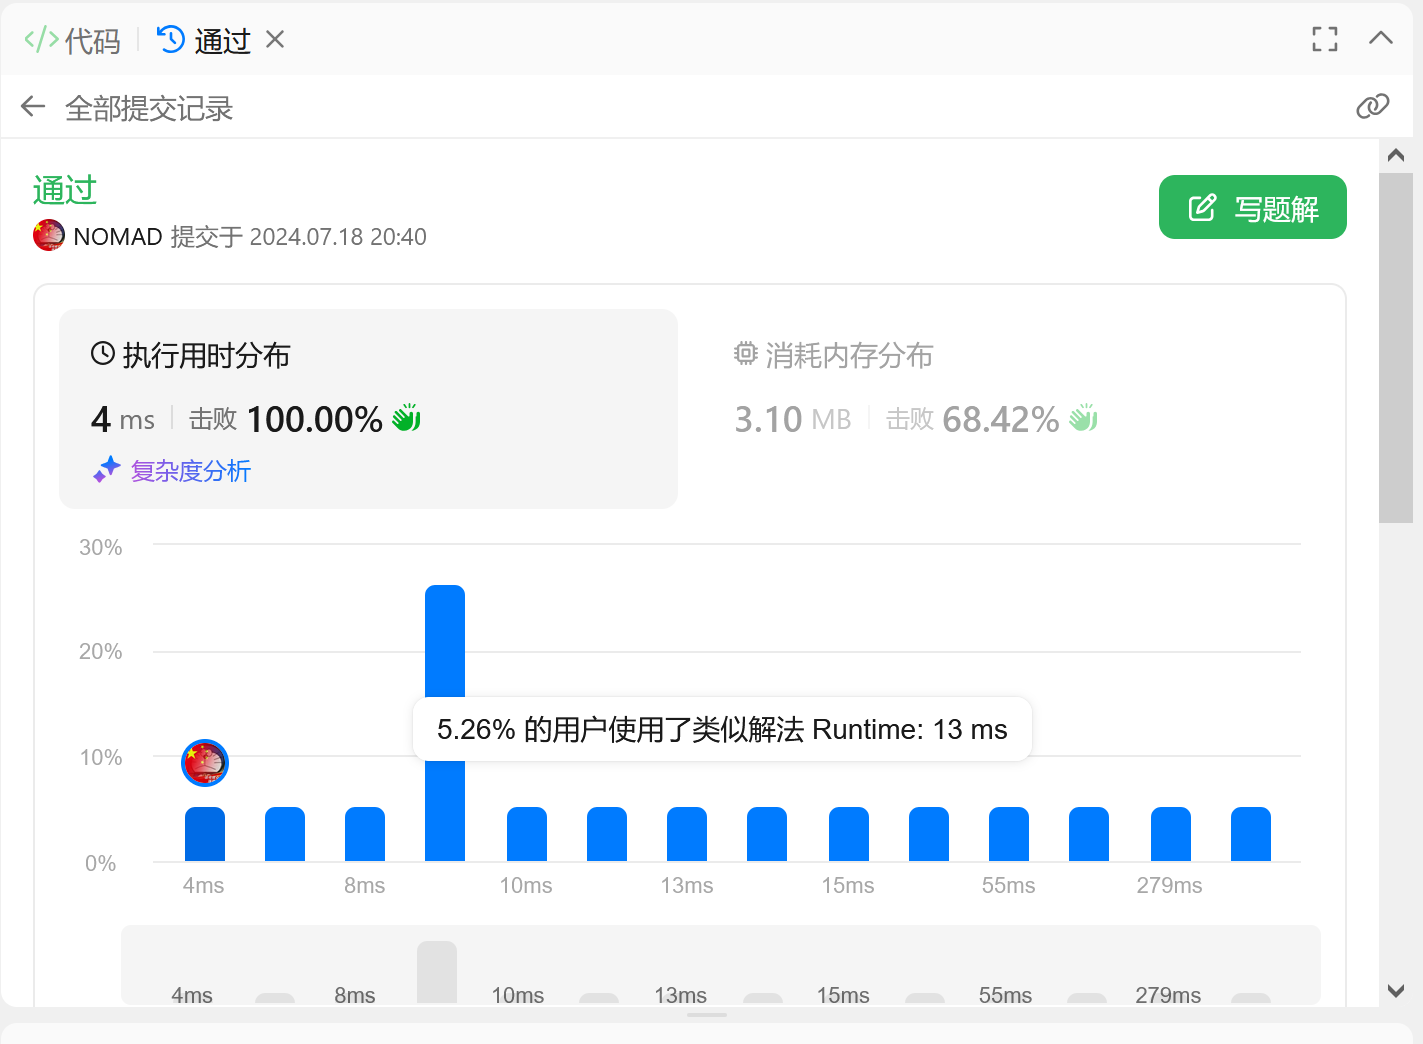 代码 通过
全部提交记录
通过
写题解
NOMAD 提交于 2024.07.18 20:40
执行用时分布
4 ms 击败 100.00%
复杂度分析
消耗内存分布
3.10 MB 击败 68.42%
30%
20%
10%
0%
5.26% 的用户使用了类似解法 Runtime: 13 ms
4ms 8ms 10ms 13ms 15ms 55ms 279ms
4ms 8ms 10ms 13ms 15ms 55ms 279ms